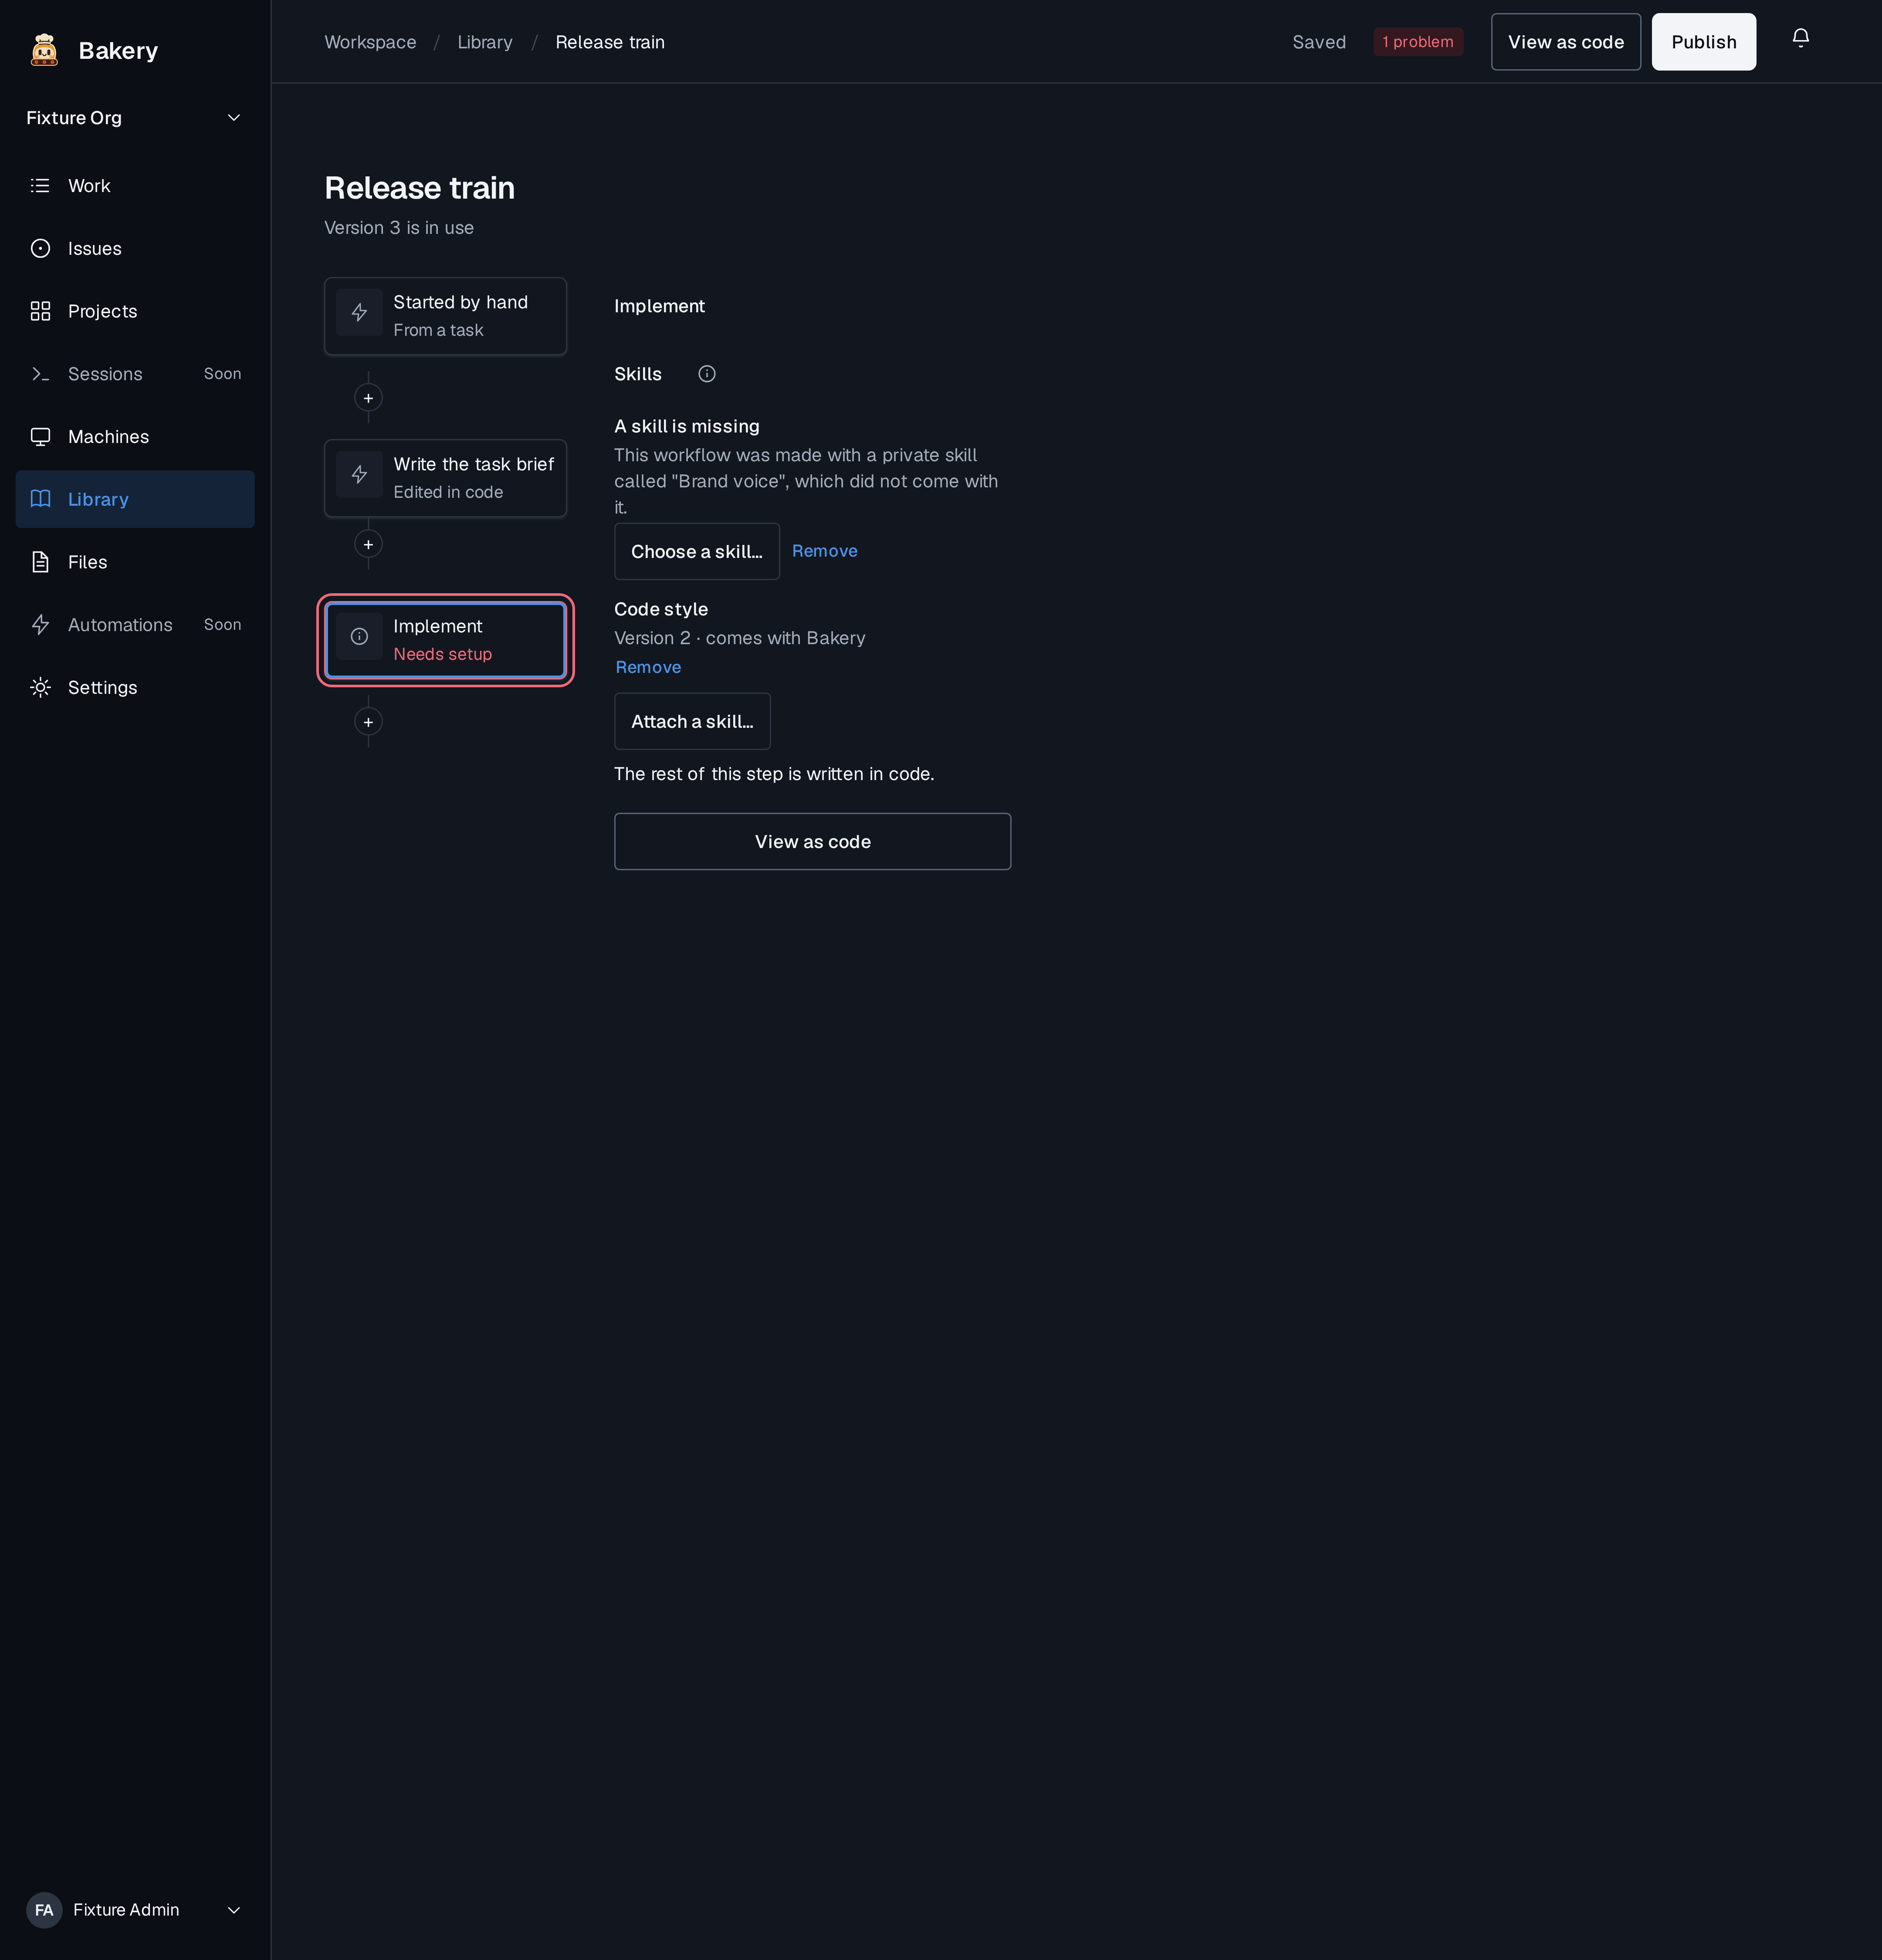 Bakery
Workspace / Library / Release train
Saved
1 problem
View as code
Publish
Fixture Org
Work
Issues
Projects
Sessions Soon
Machines
Library
Files
Automations Soon
Settings
Release train
Version 3 is in use
Started by hand
From a task
+
Write the task brief
Edited in code
+
Implement
Needs setup
+
Implement
Skills
A skill is missing
This workflow was made with a private skill
called "Brand voice", which did not come with
it.
Choose a skill...
Remove
Code style
Version 2 · comes with Bakery
Remove
Attach a skill...
The rest of this step is written in code.
View as code
FA
Fixture Admin